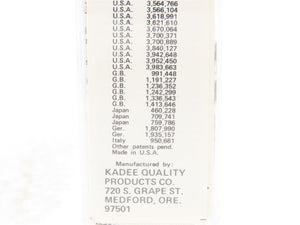 U.S.A. 3,564,766
U.S.A. 3,566,104
U.S.A. 3,618,991
U.S.A. 3,621,610
U.S.A. 3,670,064
U.S.A. 3,700,371
U.S.A. 3,700,889
U.S.A. 3,840,127
U.S.A. 3,942,648
U.S.A. 3,952,450
U.S.A. 3,983,663
G.B. 991,448
G.B. 1,191,227
G.B. 1,236,352
G.B. 1,242,299
G.B. 1,336,543
G.B. 1,413,646
Japan 460,228
Japan 709,741
Japan 759,786
Ger. 1,807,990
Ger. 1,935,157
Italy 950,661
Other patents pend.
Made in U.S.A.
Manufactured by:
KADEE QUALITY
PRODUCTS CO.
720 S. GRAPE ST.
MEDFORD, ORE.
97501